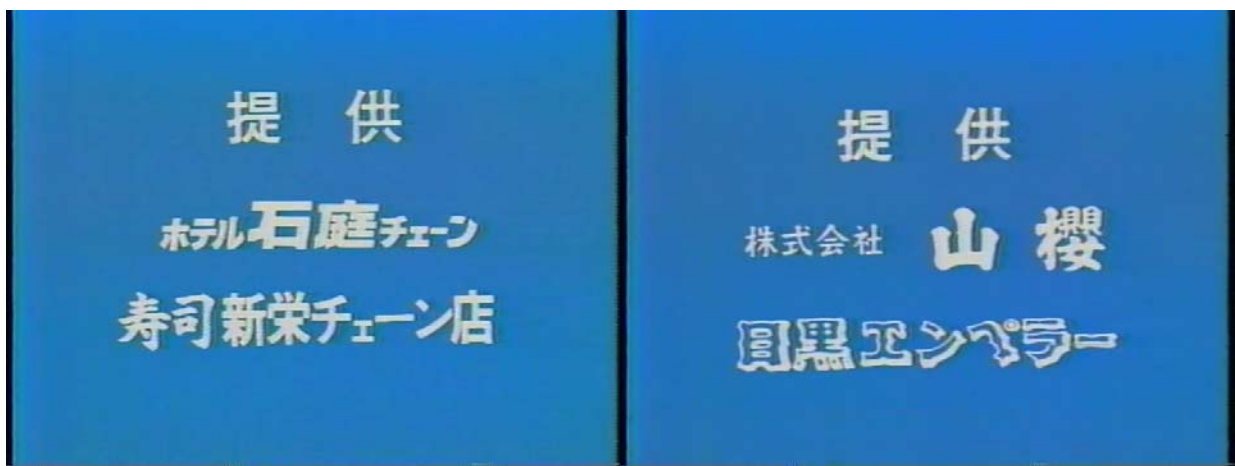 提 供
ホテル石庭チェーン
寿司新栄チェーン店
提 供
株式会社 山櫻
目黒エンペラー